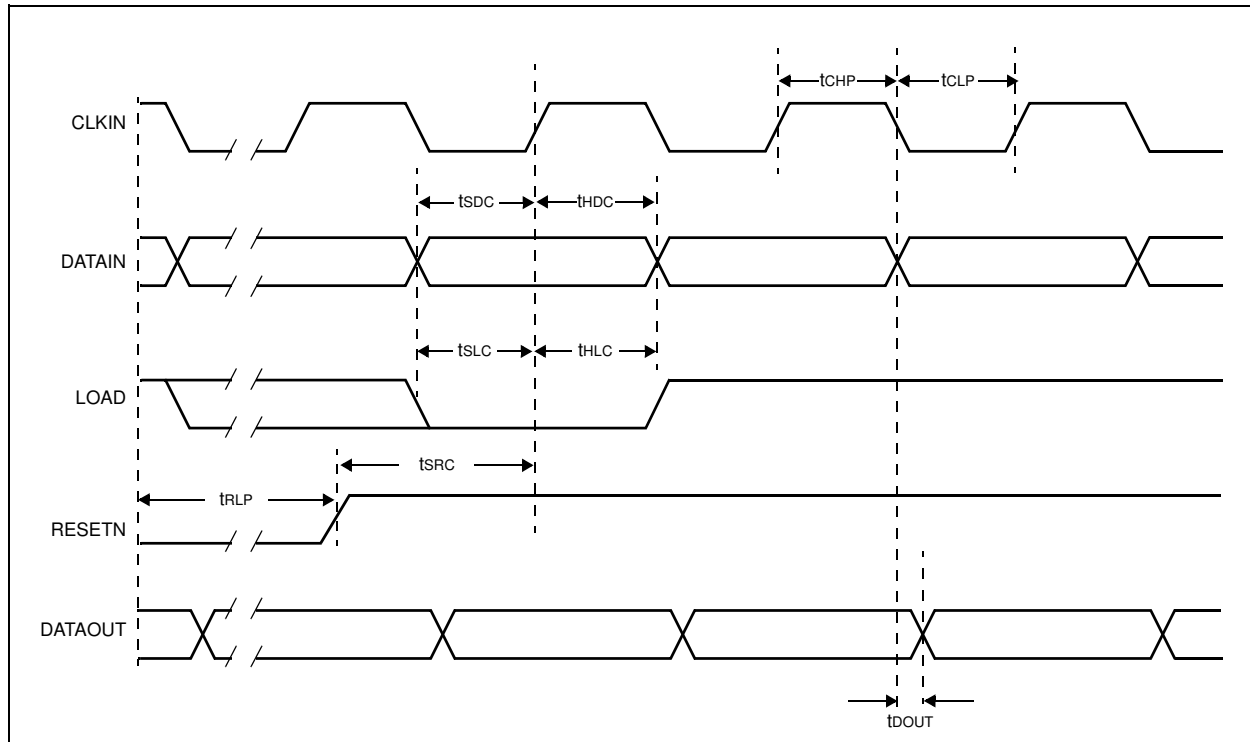 tCHP tCLP
CLKIN
tSDC tHDC
DATAIN
tSLC tHLC
LOAD
tSRC
tRLP
RESETN
DATAOUT
tDOUT